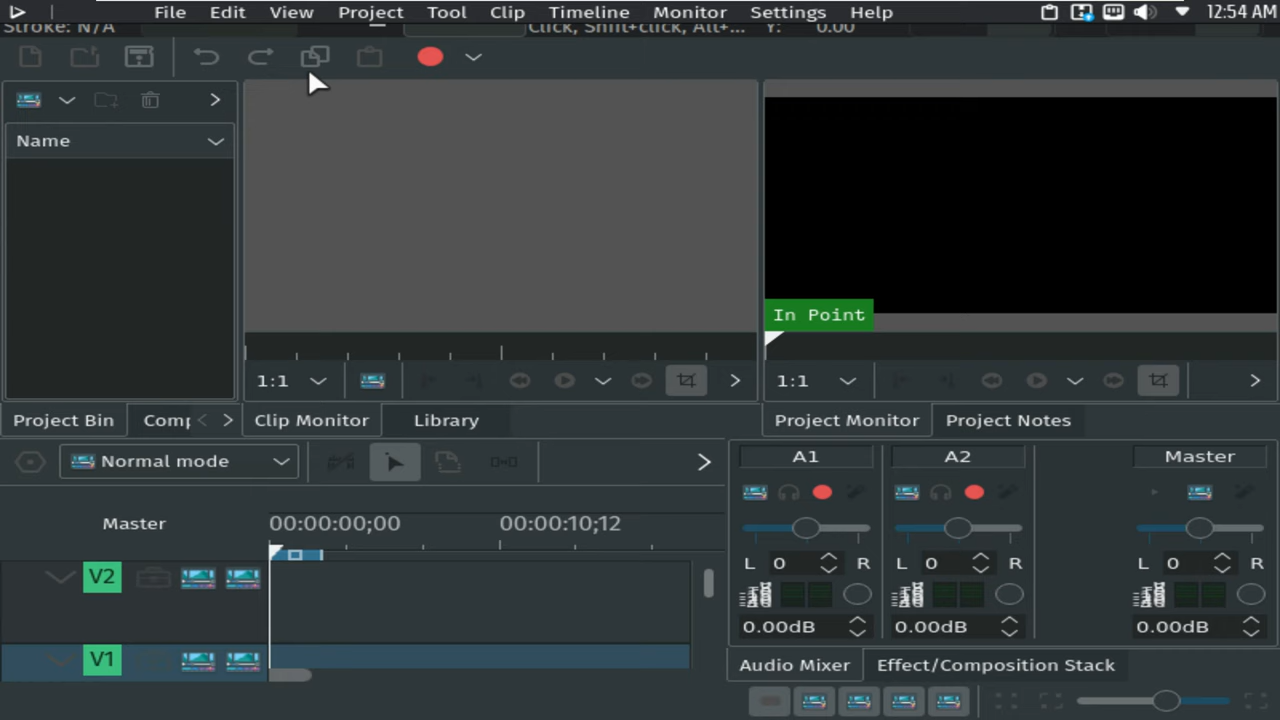 File Edit View Project Tool Clip Timeline Monitor Settings Help 12:54 AM
Stroke: N/A Click, Shift+click, Alt+... Y: 0.00
Name
In Point
1:1 1:1
Project Bin Comp Clip Monitor Library Project Monitor Project Notes
Normal mode A1 A2 Master
Master 00:00:00;00 00:00:10;12
L 0 R L 0 R L 0 R
V2
0.00dB 0.00dB 0.00dB
V1
Audio Mixer Effect/Composition Stack